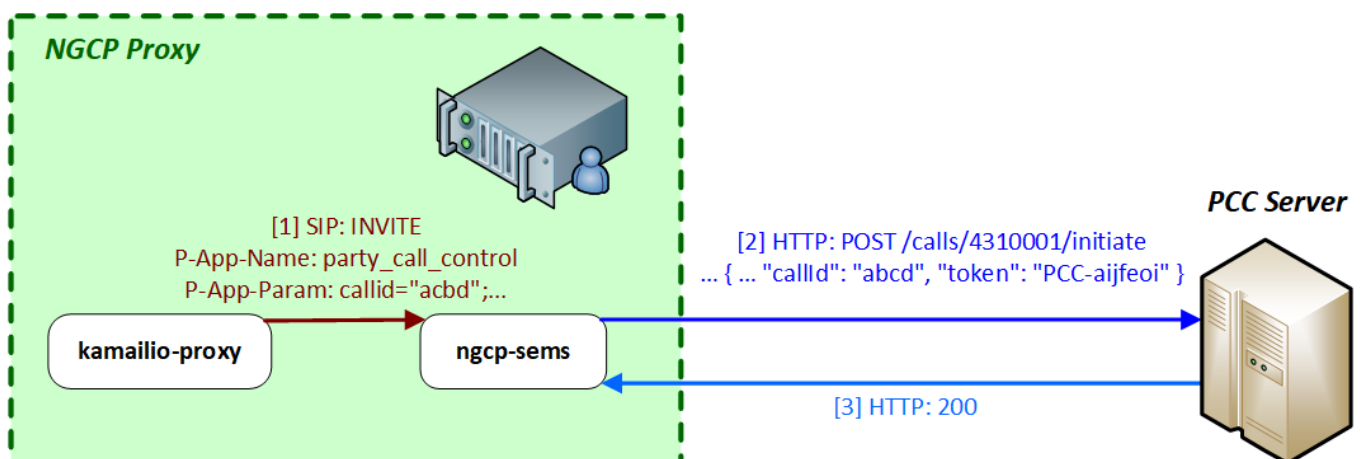 NGCP Proxy
[1] SIP: INVITE
P-App-Name: party_call_control
P-App-Param: callid="acbd";...
kamailio-proxy
ngcp-sems
PCC Server
[2] HTTP: POST /calls/4310001/initiate
... { ... "callId": "abcd", "token": "PCC-aijfeoi" }
[3] HTTP: 200